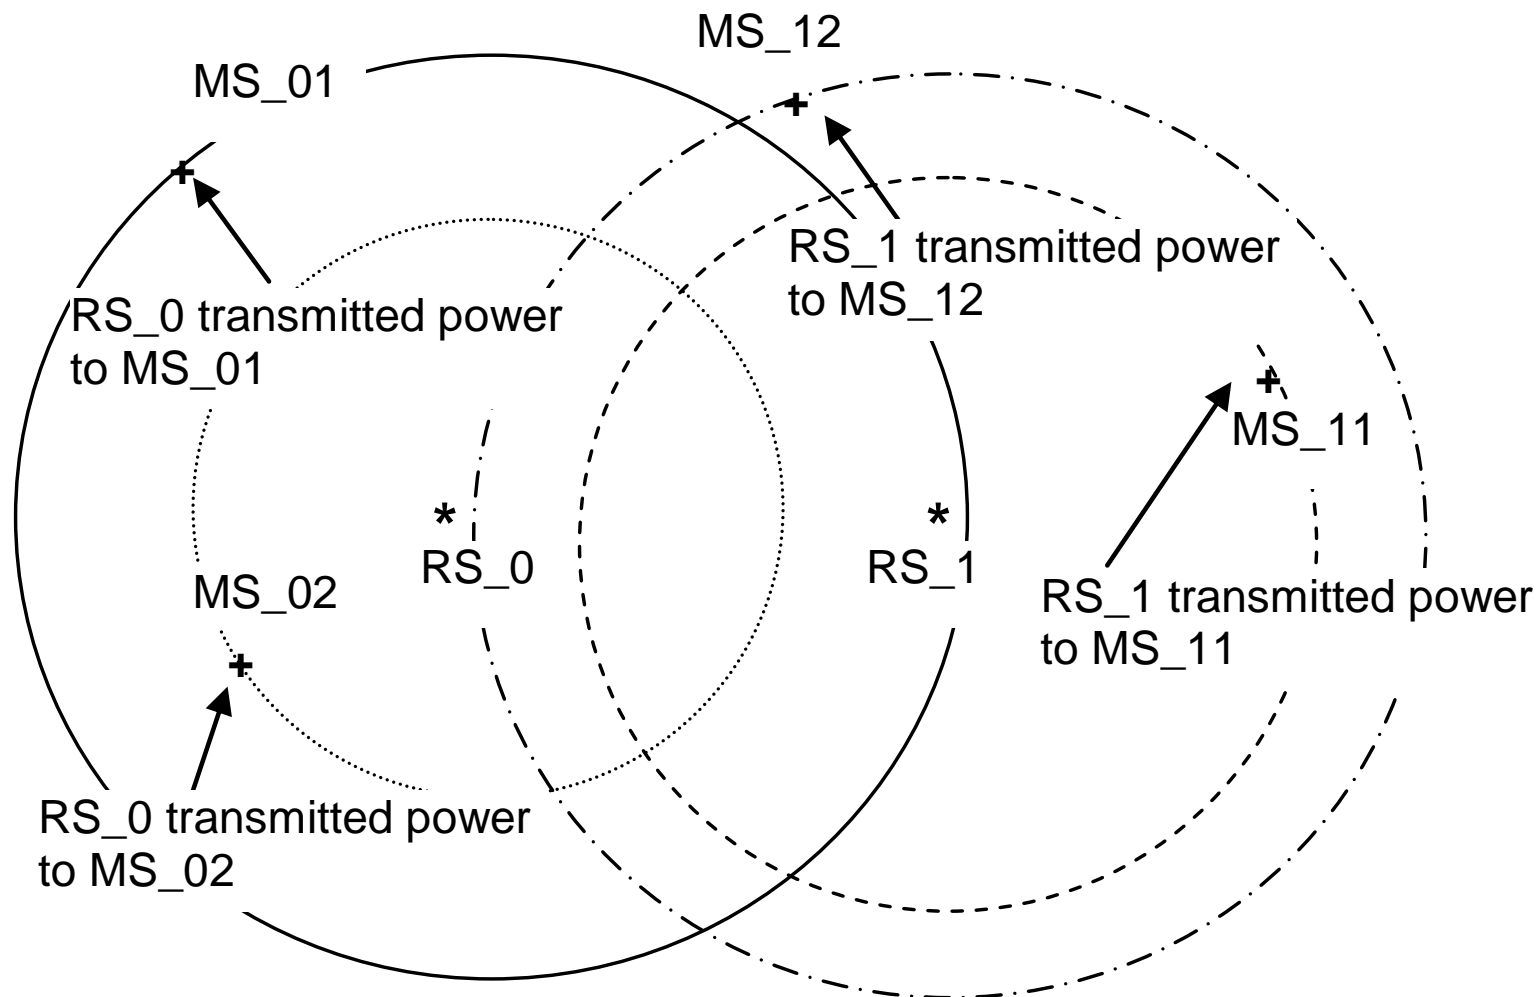 MS_12
MS_01
RS_1 transmitted power
to MS_12
RS_0 transmitted power
to MS_01
MS_11
RS_0
RS_1
MS_02
RS_1 transmitted power
to MS_11
RS_0 transmitted power
to MS_02